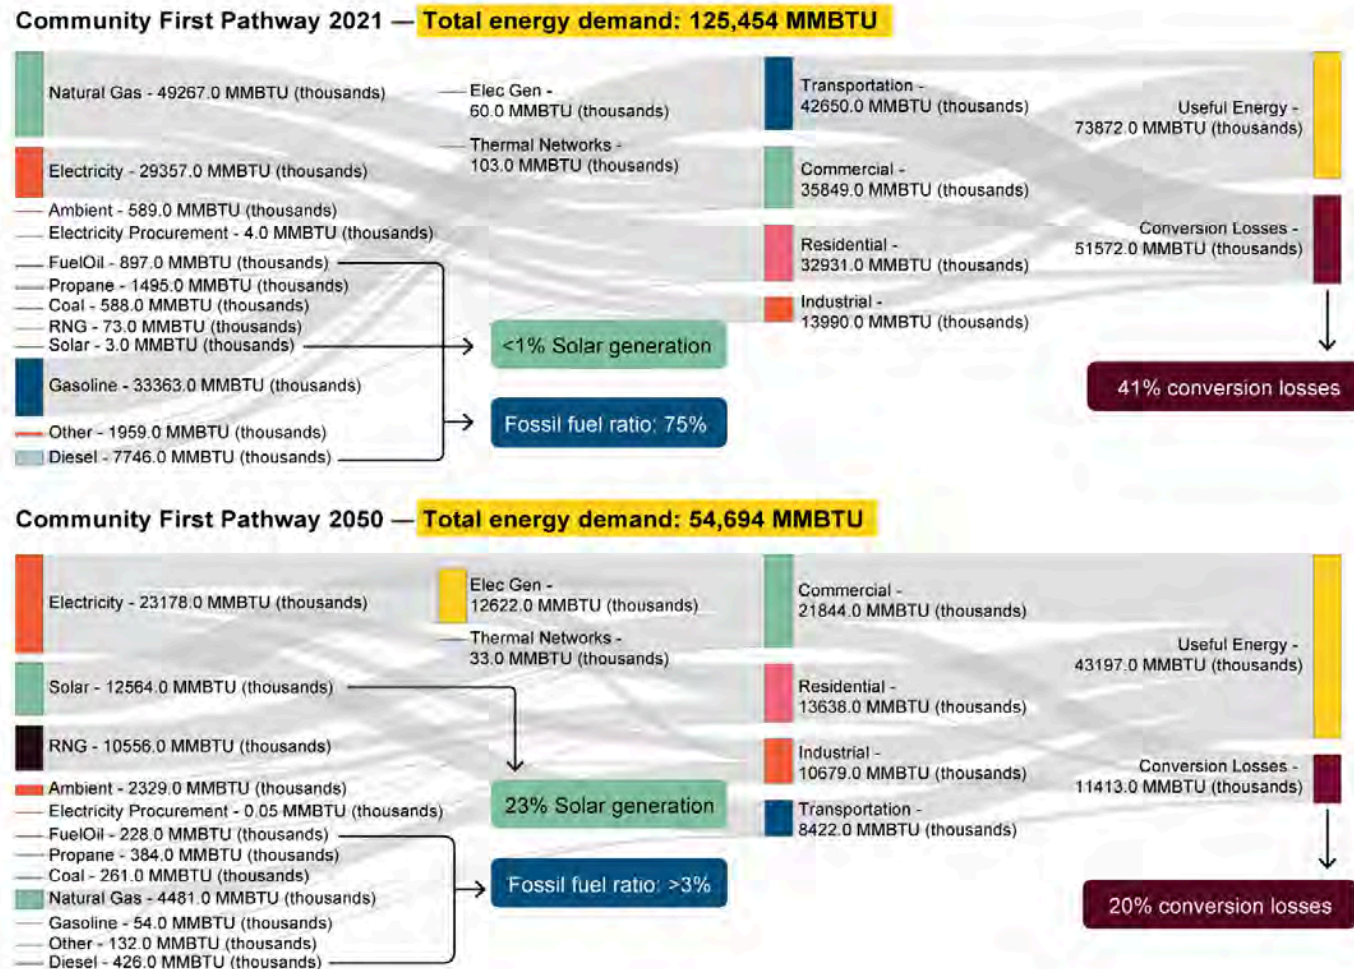 Community First Pathway 2021 — Total energy demand: 125,454 MMBTU
Natural Gas - 49267.0 MMBTU (thousands)
Electricity - 29357.0 MMBTU (thousands)
Ambient - 589.0 MMBTU (thousands)
Electricity Procurement - 4.0 MMBTU (thousands)
FuelOil - 897.0 MMBTU (thousands)
Propane - 1495.0 MMBTU (thousands)
Coal - 588.0 MMBTU (thousands)
RNG - 73.0 MMBTU (thousands)
Solar - 3.0 MMBTU (thousands)
Gasoline - 33363.0 MMBTU (thousands)
Other - 1959.0 MMBTU (thousands)
Diesel - 7746.0 MMBTU (thousands)
Elec Gen -
60.0 MMBTU (thousands)
Thermal Networks -
103.0 MMBTU (thousands)
<1% Solar generation
Fossil fuel ratio: 75%
Transportation -
42650.0 MMBTU (thousands)
Commercial -
35849.0 MMBTU (thousands)
Residential -
32931.0 MMBTU (thousands)
Industrial -
13990.0 MMBTU (thousands)
Useful Energy -
73872.0 MMBTU (thousands)
Conversion Losses -
51572.0 MMBTU (thousands)
41% conversion losses
Community First Pathway 2050 — Total energy demand: 54,694 MMBTU
Electricity - 23178.0 MMBTU (thousands)
Solar - 12564.0 MMBTU (thousands)
RNG - 10556.0 MMBTU (thousands)
Ambient - 2329.0 MMBTU (thousands)
Electricity Procurement - 0.05 MMBTU (thousands)
FuelOil - 228.0 MMBTU (thousands)
Propane - 384.0 MMBTU (thousands)
Coal - 261.0 MMBTU (thousands)
Natural Gas - 4481.0 MMBTU (thousands)
Gasoline - 54.0 MMBTU (thousands)
Other - 132.0 MMBTU (thousands)
Diesel - 426.0 MMBTU (thousands)
Elec Gen -
12622.0 MMBTU (thousands)
Thermal Networks -
33.0 MMBTU (thousands)
23% Solar generation
Fossil fuel ratio: >3%
Commercial -
21844.0 MMBTU (thousands)
Residential -
13638.0 MMBTU (thousands)
Industrial -
10679.0 MMBTU (thousands)
Transportation -
8422.0 MMBTU (thousands)
Useful Energy -
43197.0 MMBTU (thousands)
Conversion Losses -
11413.0 MMBTU (thousands)
20% conversion losses